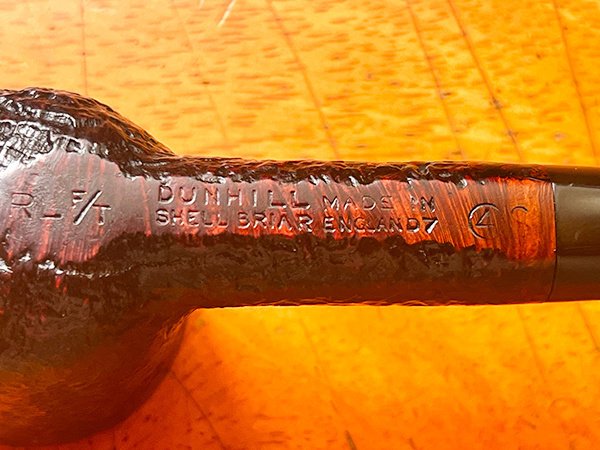 RL F/T
DUNHILL MADE IN
SHELL BRIAR ENGLAND7
4 S